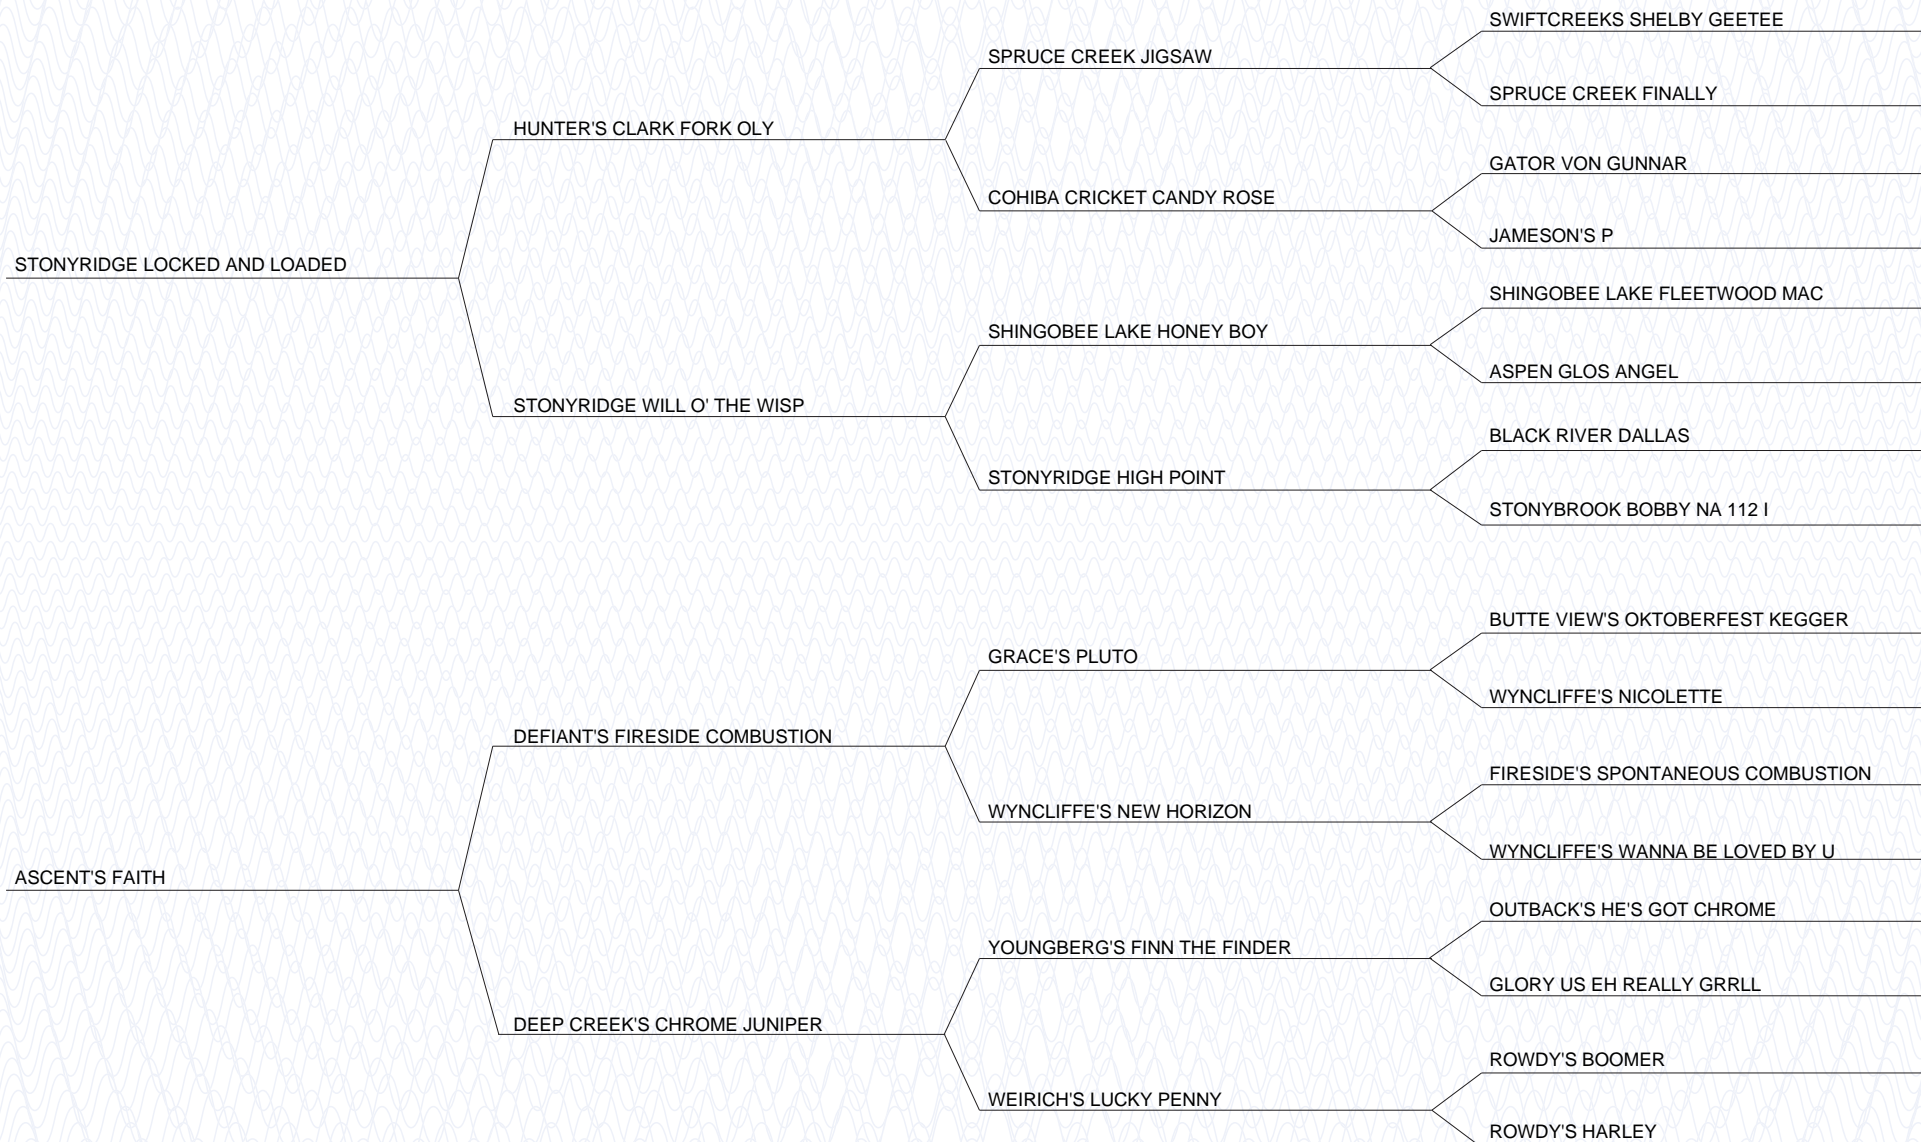 SWIFTCREEKS SHELBY GEETEE
SPRUCE CREEK JIGSAW
SPRUCE CREEK FINALLY
HUNTER'S CLARK FORK OLY
GATOR VON GUNNAR
COHIBA CRICKET CANDY ROSE
JAMESON'S P
STONYRIDGE LOCKED AND LOADED
SHINGOBEE LAKE FLEETWOOD MAC
SHINGOBEE LAKE HONEY BOY
ASPEN GLOS ANGEL
STONYRIDGE WILL O' THE WISP
BLACK RIVER DALLAS
STONYRIDGE HIGH POINT
STONYBROOK BOBBY NA 112 I
BUTTE VIEW'S OKTOBERFEST KEGGER
GRACE'S PLUTO
WYNCLIFFE'S NICOLETTE
DEFIANT'S FIRESIDE COMBUSTION
FIRESIDE'S SPONTANEOUS COMBUSTION
WYNCLIFFE'S NEW HORIZON
WYNCLIFFE'S WANNA BE LOVED BY U
ASCENT'S FAITH
OUTBACK'S HE'S GOT CHROME
YOUNGBERG'S FINN THE FINDER
GLORY US EH REALLY GRRLL
DEEP CREEK'S CHROME JUNIPER
ROWDY'S BOOMER
WEIRICH'S LUCKY PENNY
ROWDY'S HARLEY